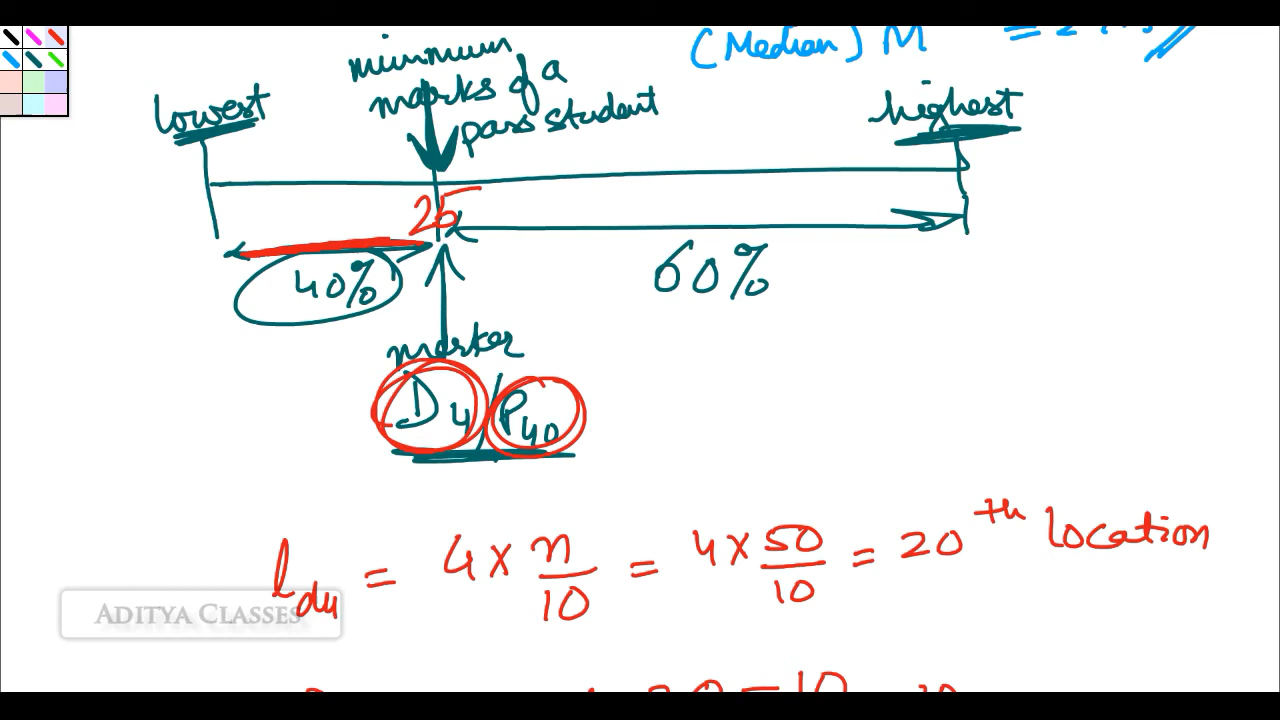 (Median) M
minimum
marks of a
pass student
lowest
highest
25
40%
60%
marker
D4 / P40
l d4 = 4 × n/10 = 4 × 50/10 = 20th location
ADITYA CLASSES